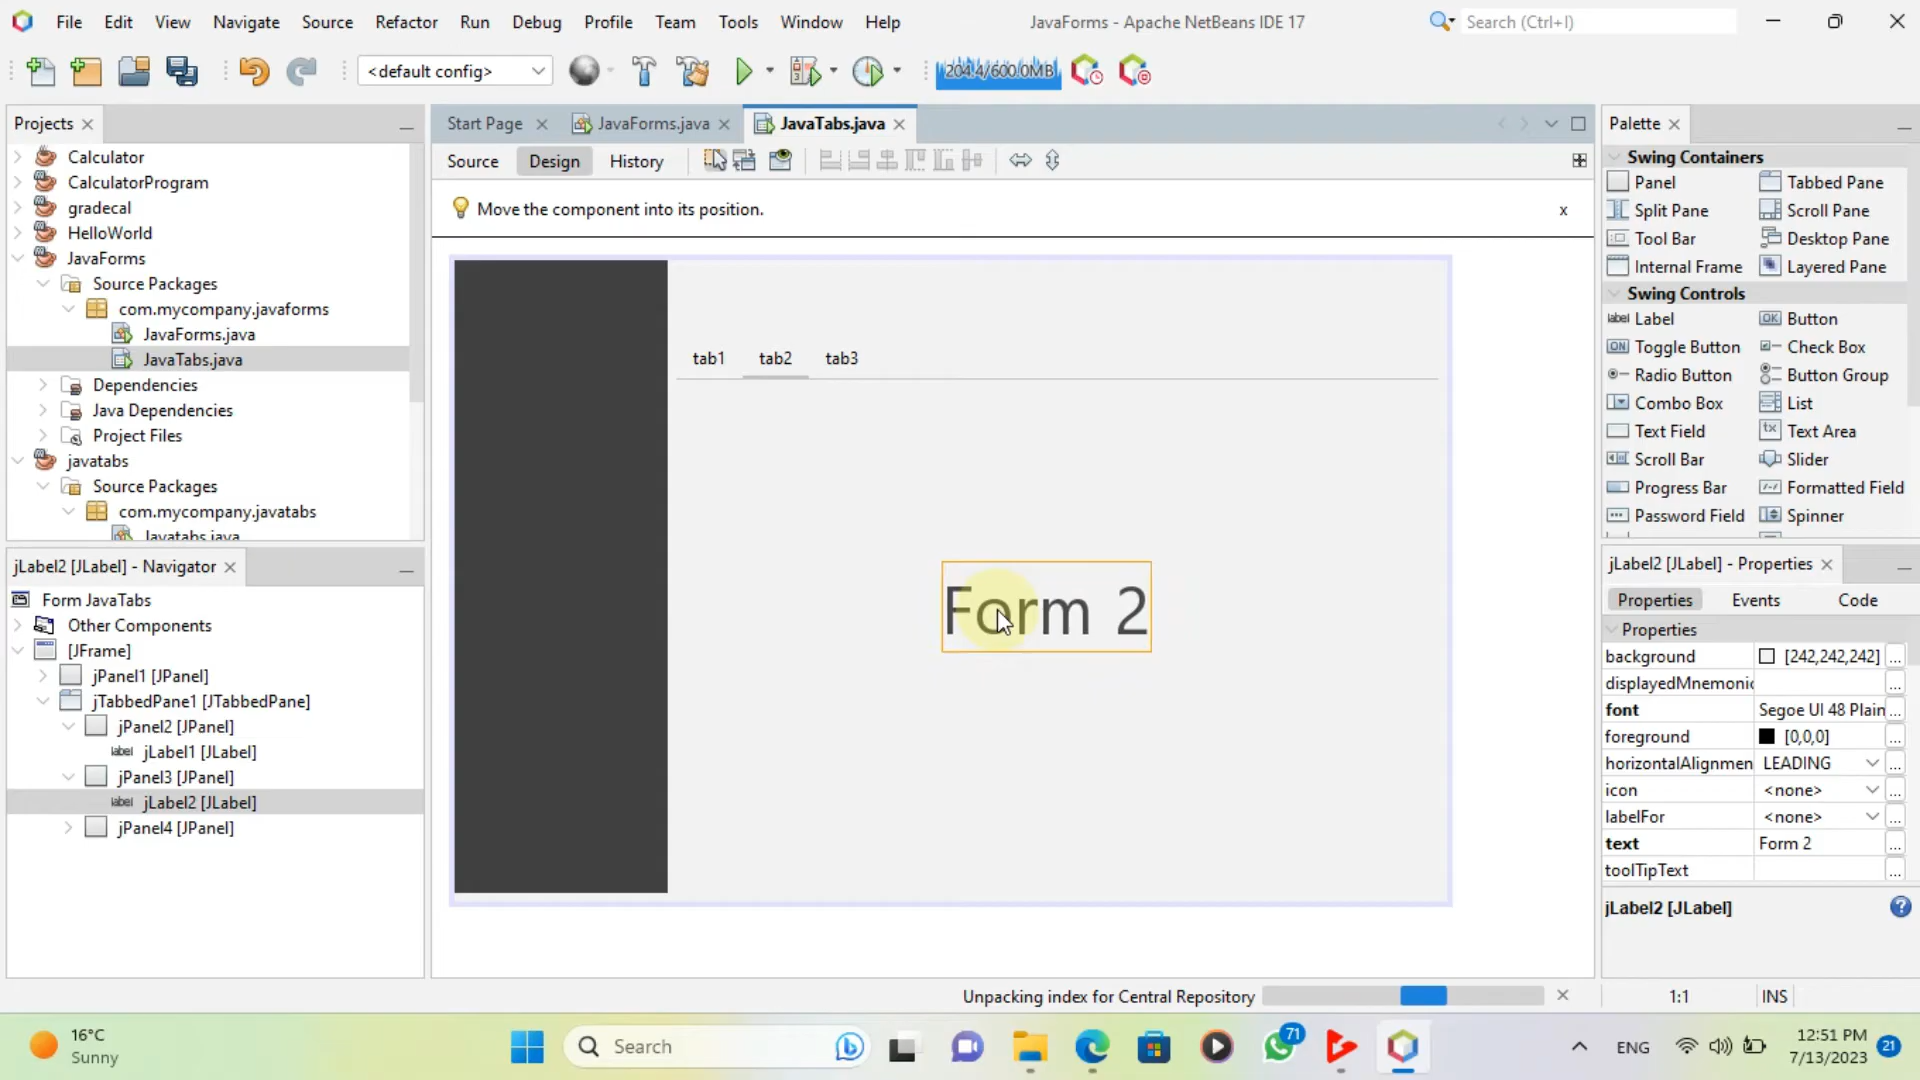 File Edit View Navigate Source Refactor Run Debug Profile Team Tools Window Help
JavaForms - Apache NetBeans IDE 17
Search (Ctrl+I)
<default config>
204.4/600.0MB
Projects
Calculator
CalculatorProgram
gradecal
HelloWorld
JavaForms
Source Packages
com.mycompany.javaforms
JavaForms.java
JavaTabs.java
Dependencies
Java Dependencies
Project Files
javatabs
Source Packages
com.mycompany.javatabs
Javatabs.java
jLabel2 [JLabel] - Navigator
Form JavaTabs
Other Components
[JFrame]
jPanel1 [JPanel]
jTabbedPane1 [JTabbedPane]
jPanel2 [JPanel]
label jLabel1 [JLabel]
jPanel3 [JPanel]
label jLabel2 [JLabel]
jPanel4 [JPanel]
Start Page JavaForms.java JavaTabs.java
Source Design History
Move the component into its position. x
tab1 tab2 tab3
Form 2
Palette
Swing Containers
Panel Tabbed Pane
Split Pane Scroll Pane
Tool Bar Desktop Pane
Internal Frame Layered Pane
Swing Controls
label Label OK Button
ON Toggle Button Check Box
Radio Button Button Group
Combo Box List
Text Field tx Text Area
Scroll Bar Slider
Progress Bar Formatted Field
Password Field Spinner
jLabel2 [JLabel] - Properties
Properties Events Code
Properties
background [242,242,242] ...
displayedMnemonic ...
font Segoe UI 48 Plain ...
foreground [0,0,0] ...
horizontalAlignmen LEADING ...
icon <none> ...
labelFor <none> ...
text Form 2 ...
toolTipText ...
jLabel2 [JLabel] ?
Unpacking index for Central Repository
1:1 INS
16°C
Sunny
Search
71
ENG
12:51 PM
7/13/2023
21